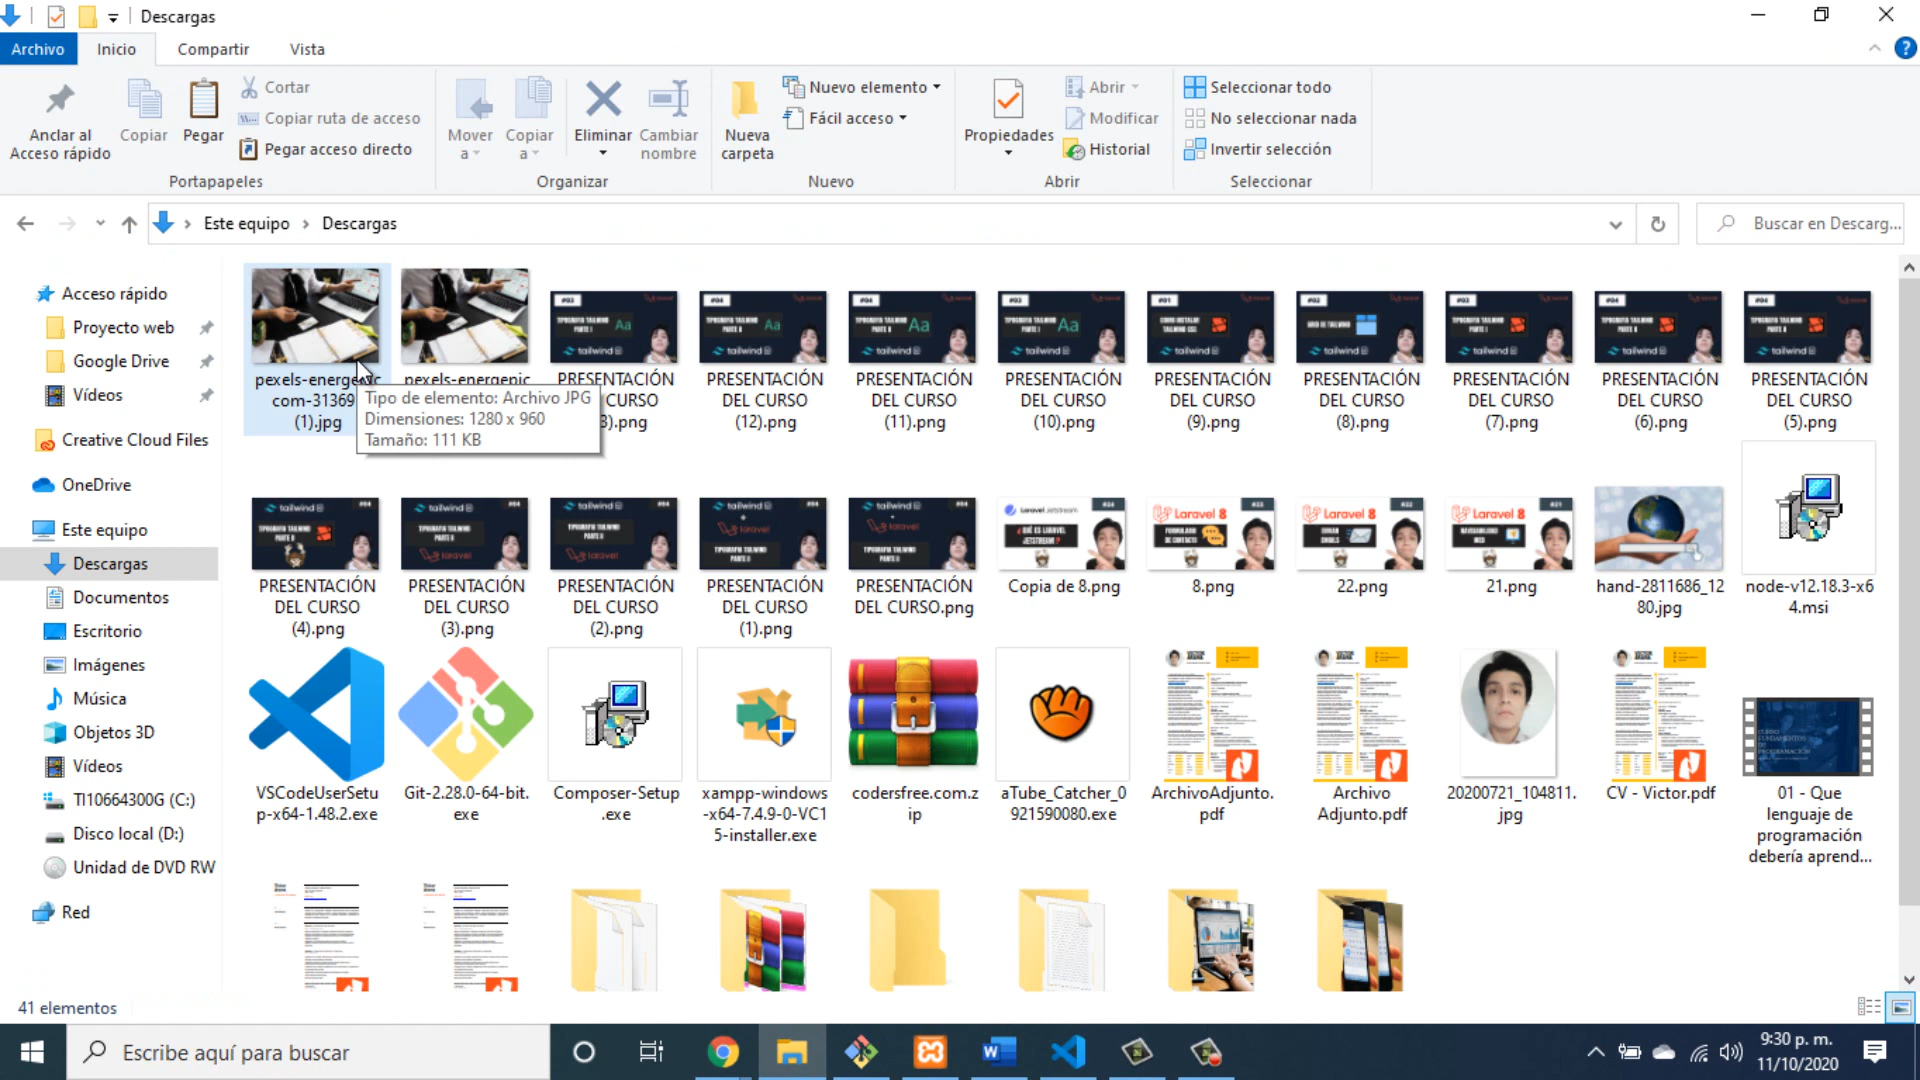 Descargas
Archivo
Inicio
Compartir
Vista
Anclar al
Acceso rápido
Copiar
Pegar
Cortar
Copiar ruta de acceso
Pegar acceso directo
Portapapeles
Mover
a
Copiar
a
Eliminar
Cambiar
nombre
Organizar
Nueva
carpeta
Nuevo elemento
Fácil acceso
Nuevo
Propiedades
Abrir
Modificar
Historial
Abrir
Seleccionar todo
No seleccionar nada
Invertir selección
Seleccionar
Este equipo
Descargas
Buscar en Descarg...
Acceso rápido
Proyecto web
Google Drive
Vídeos
Creative Cloud Files
OneDrive
Este equipo
Descargas
Documentos
Escritorio
Imágenes
Música
Objetos 3D
Vídeos
TI10664300G (C:)
Disco local (D:)
Unidad de DVD RW
Red
com-31369
(1).jpg
Tipo de elemento: Archivo JPG
Dimensiones: 1280 x 960
Tamaño: 111 KB
PRESENTACIÓN
CURSO
3).png
PRESENTACIÓN
DEL CURSO
(12).png
PRESENTACIÓN
DEL CURSO
(11).png
PRESENTACIÓN
DEL CURSO
(10).png
PRESENTACIÓN
DEL CURSO
(9).png
PRESENTACIÓN
DEL CURSO
(8).png
PRESENTACIÓN
DEL CURSO
(7).png
PRESENTACIÓN
DEL CURSO
(6).png
PRESENTACIÓN
DEL CURSO
(5).png
PRESENTACIÓN
DEL CURSO
(4).png
PRESENTACIÓN
DEL CURSO
(3).png
PRESENTACIÓN
DEL CURSO
(2).png
PRESENTACIÓN
DEL CURSO
(1).png
PRESENTACIÓN
DEL CURSO.png
Copia de 8.png
8.png
22.png
21.png
hand-2811686_12
80.jpg
node-v12.18.3-x6
4.msi
VSCodeUserSetu
p-x64-1.48.2.exe
Git-2.28.0-64-bit.
exe
Composer-Setup
.exe
xampp-windows
-x64-7.4.9-0-VC1
5-installer.exe
codersfree.com.z
ip
aTube_Catcher_0
921590080.exe
ArchivoAdjunto.
pdf
Archivo
Adjunto.pdf
20200721_104811.
jpg
CV - Victor.pdf
01 - Que
lenguaje de
programación
debería aprend...
41 elementos
Escribe aquí para buscar
9:30 p. m.
11/10/2020